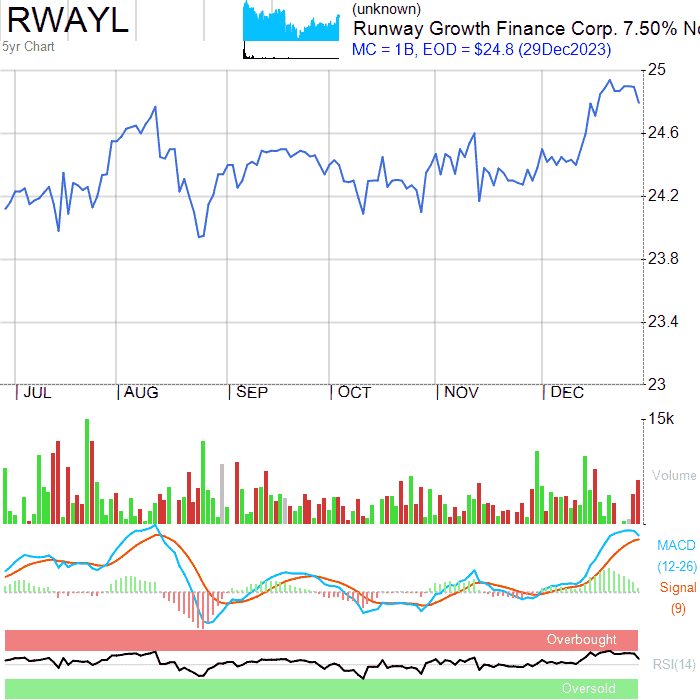 RWAYL
5yr Chart
(unknown)
Runway Growth Finance Corp. 7.50% No
MC = 1B, EOD = $24.8 (29Dec2023)
25
24.6
24.2
23.8
23.4
23
JUL AUG SEP OCT NOV DEC
15k
Volume
MACD
(12-26)
Signal
(9)
Overbought
RSI(14)
Oversold